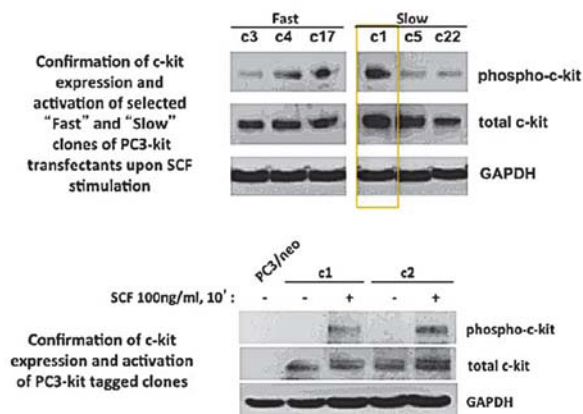 Fast Slow
c3 c4 c17 c1 c5 c22
Confirmation of c-kit
expression and
activation of selected
“Fast” and “Slow”
clones of PC3-kit
transfectants upon SCF
stimulation
phospho-c-kit
total c-kit
GAPDH
PC3/neo
c1 c2
SCF 100ng/ml, 10' : - - + - +
Confirmation of c-kit
expression and activation
of PC3-kit tagged clones
phospho-c-kit
total c-kit
GAPDH